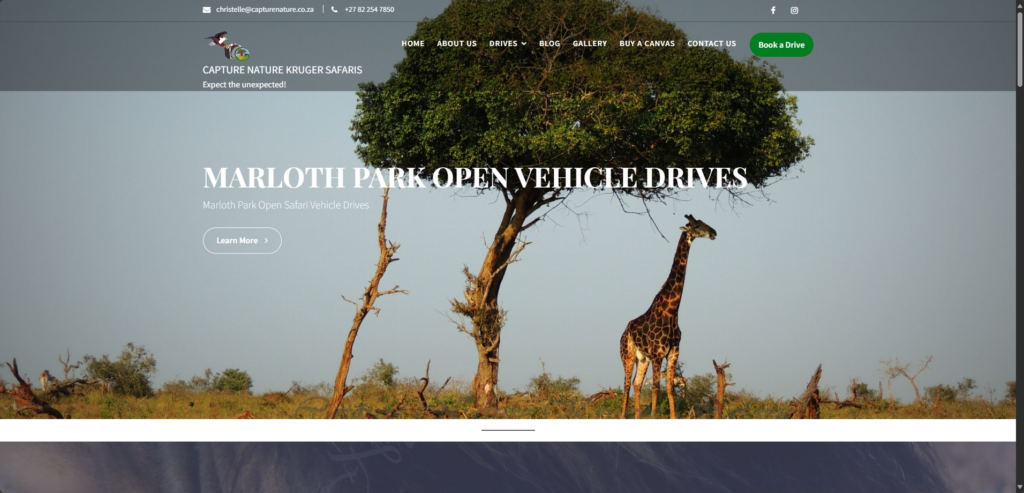 christelle@capturenature.co.za | +27 82 254 7850
HOME ABOUT US DRIVES BLOG GALLERY BUY A CANVAS CONTACT US Book a Drive
CAPTURE NATURE KRUGER SAFARIS
Expect the unexpected!
MARLOTH PARK OPEN VEHICLE DRIVES
Marloth Park Open Safari Vehicle Drives
Learn More